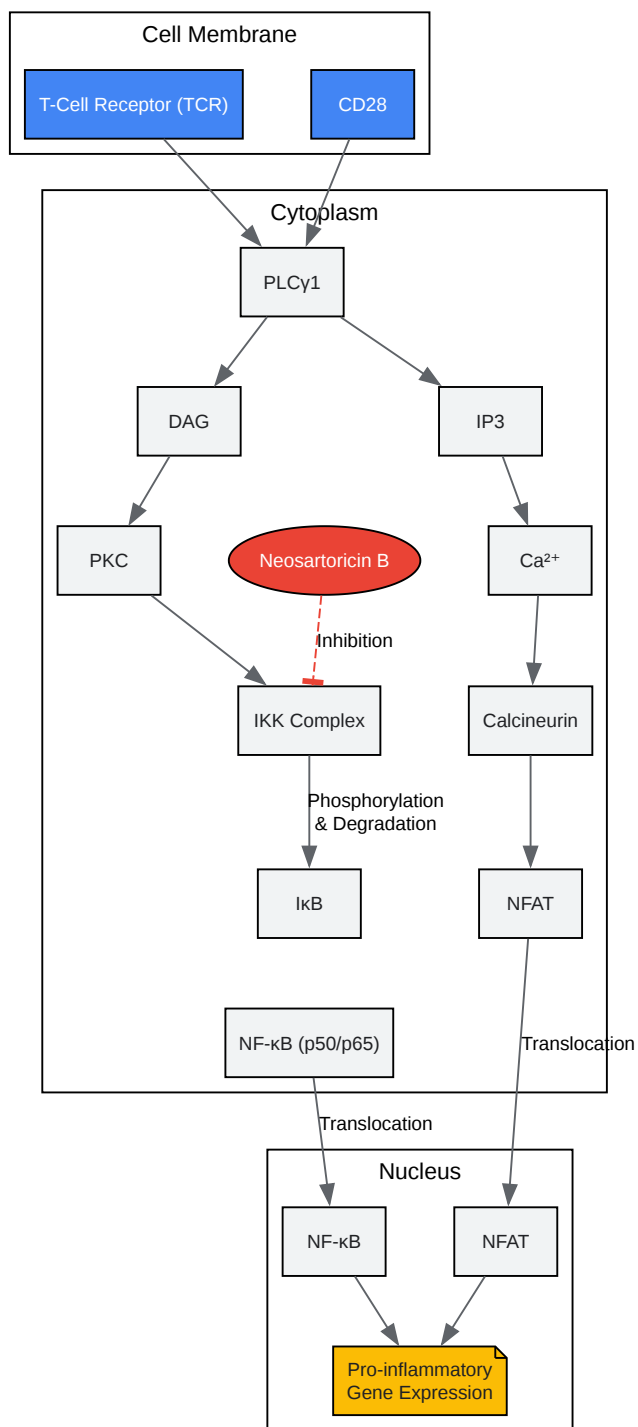 Cell Membrane
T-Cell Receptor (TCR)
CD28
Cytoplasm
PLCγ1
DAG
IP3
PKC
Neosartoricin B
Ca²⁺
Inhibition
IKK Complex
Calcineurin
Phosphorylation
& Degradation
IκB
NFAT
NF-κB (p50/p65)
Translocation
Translocation
Nucleus
NF-κB
NFAT
Pro-inflammatory
Gene Expression